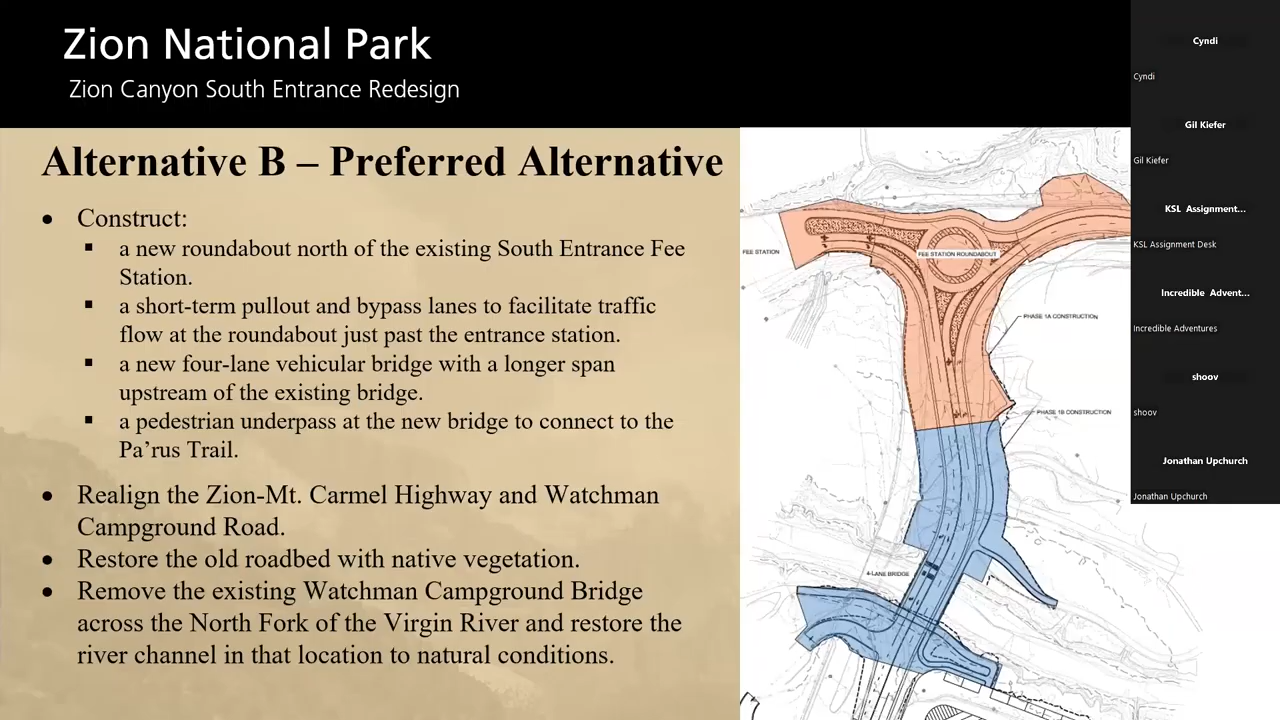 Zion National Park
Zion Canyon South Entrance Redesign
Alternative B – Preferred Alternative
• Construct:
▪ a new roundabout north of the existing South Entrance Fee
Station.
▪ a short-term pullout and bypass lanes to facilitate traffic
flow at the roundabout just past the entrance station.
▪ a new four-lane vehicular bridge with a longer span
upstream of the existing bridge.
▪ a pedestrian underpass at the new bridge to connect to the
Pa’rus Trail.
• Realign the Zion-Mt. Carmel Highway and Watchman
Campground Road.
• Restore the old roadbed with native vegetation.
• Remove the existing Watchman Campground Bridge
across the North Fork of the Virgin River and restore the
river channel in that location to natural conditions.
FEE STATION
FEE STATION ROUNDABOUT
PHASE 1A CONSTRUCTION
PHASE 1B CONSTRUCTION
4-LANE BRIDGE
Cyndi
Cyndi
Gil Kiefer
Gil Kiefer
KSL Assignment...
KSL Assignment Desk
Incredible Advent...
Incredible Adventures
shoov
shoov
Jonathan Upchurch
Jonathan Upchurch